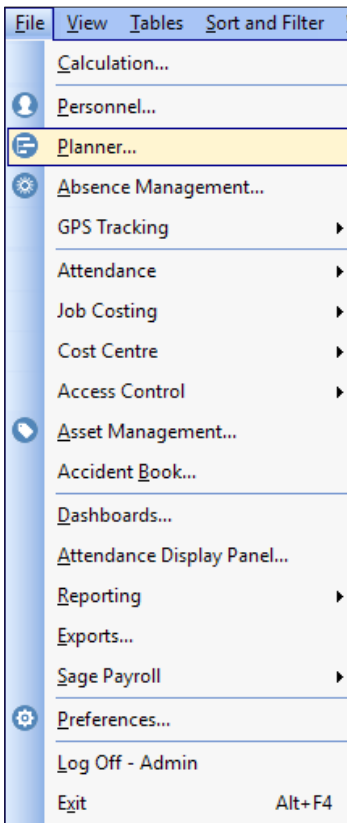 File View Tables Sort and Filter
Calculation...
Personnel...
Planner...
Absence Management...
GPS Tracking
Attendance
Job Costing
Cost Centre
Access Control
Asset Management...
Accident Book...
Dashboards...
Attendance Display Panel...
Reporting
Exports...
Sage Payroll
Preferences...
Log Off - Admin
Exit Alt+F4